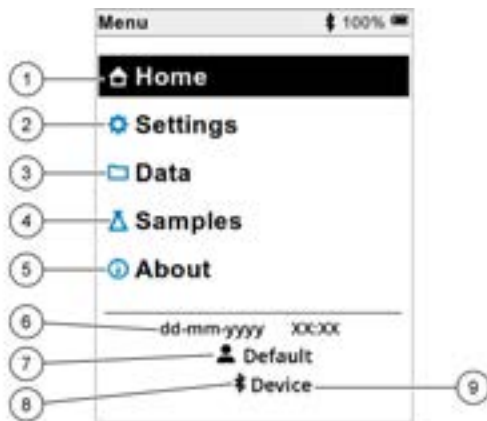 Menu 100%
1 Home
2 Settings
3 Data
4 Samples
5 About
6 dd-mm-yyyy XX:XX
7 Default
8 Device 9